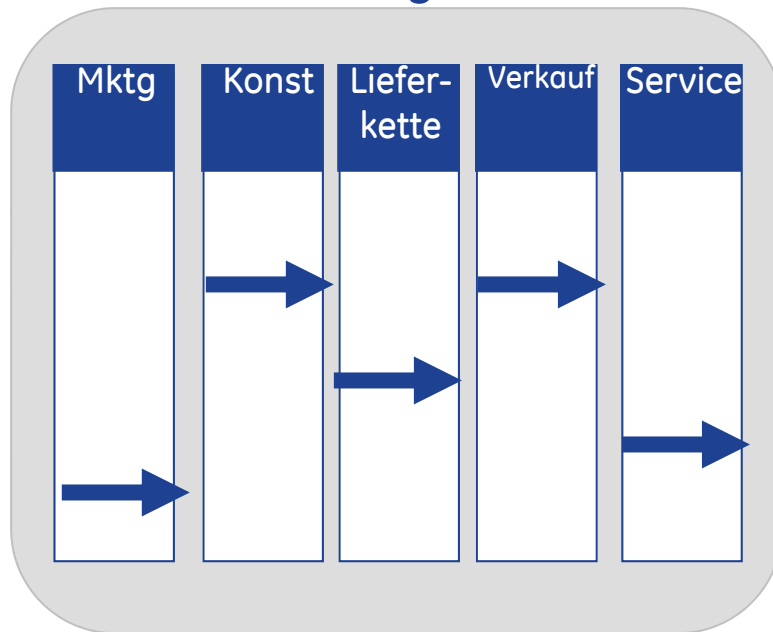 Mktg
Konst
Liefer-
kette
Verkauf
Service